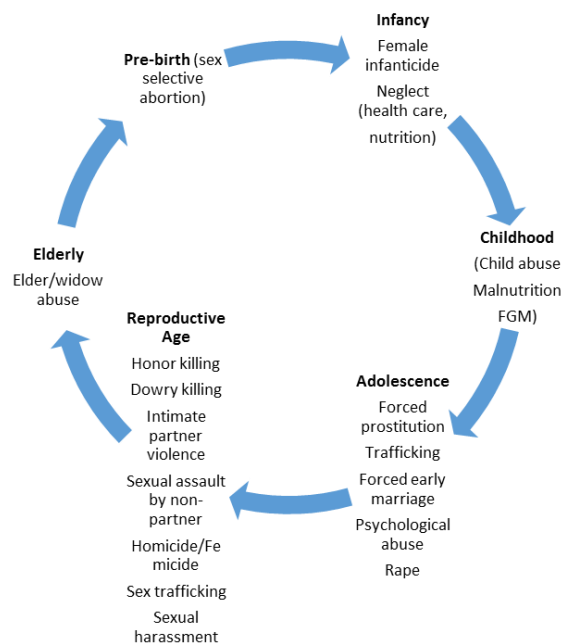 Pre-birth (sex
selective
abortion)
Infancy
Female
infanticide
Neglect
(health care,
nutrition)
Childhood
(Child abuse
Malnutrition
FGM)
Adolescence
Forced
prostitution
Trafficking
Forced early
marriage
Psychological
abuse
Rape
Reproductive
Age
Honor killing
Dowry killing
Intimate
partner
violence
Sexual assault
by non-
partner
Homicide/Fe
micide
Sex trafficking
Sexual
harassment
Elderly
Elder/widow
abuse